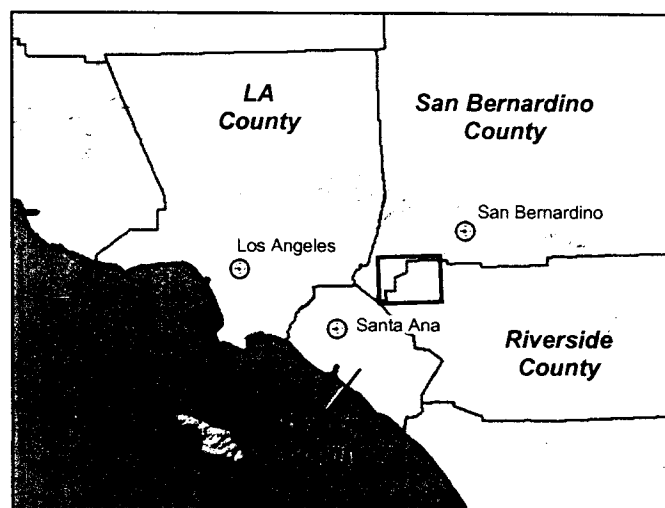 LA
County
San Bernardino
County
San Bernardino
Los Angeles
Santa Ana
Riverside
County